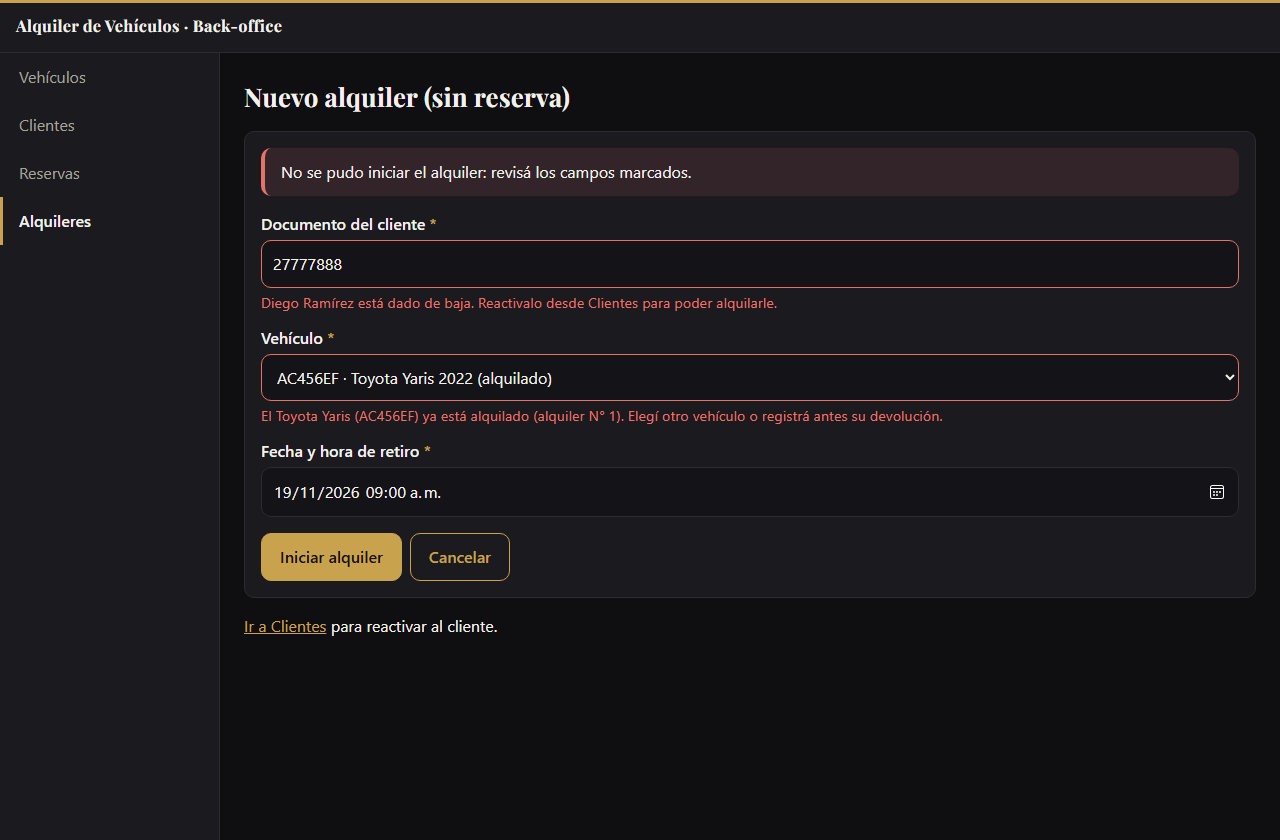 Alquiler de Vehículos · Back-office
Vehículos
Clientes
Reservas
Alquileres
Nuevo alquiler (sin reserva)
No se pudo iniciar el alquiler: revisá los campos marcados.
Documento del cliente *
27777888
Diego Ramírez está dado de baja. Reactivalo desde Clientes para poder alquilarle.
Vehículo *
AC456EF · Toyota Yaris 2022 (alquilado)
El Toyota Yaris (AC456EF) ya está alquilado (alquiler N° 1). Elegí otro vehículo o registrá antes su devolución.
Fecha y hora de retiro *
19/11/2026 09:00 a. m.
Iniciar alquiler
Cancelar
Ir a Clientes para reactivar al cliente.